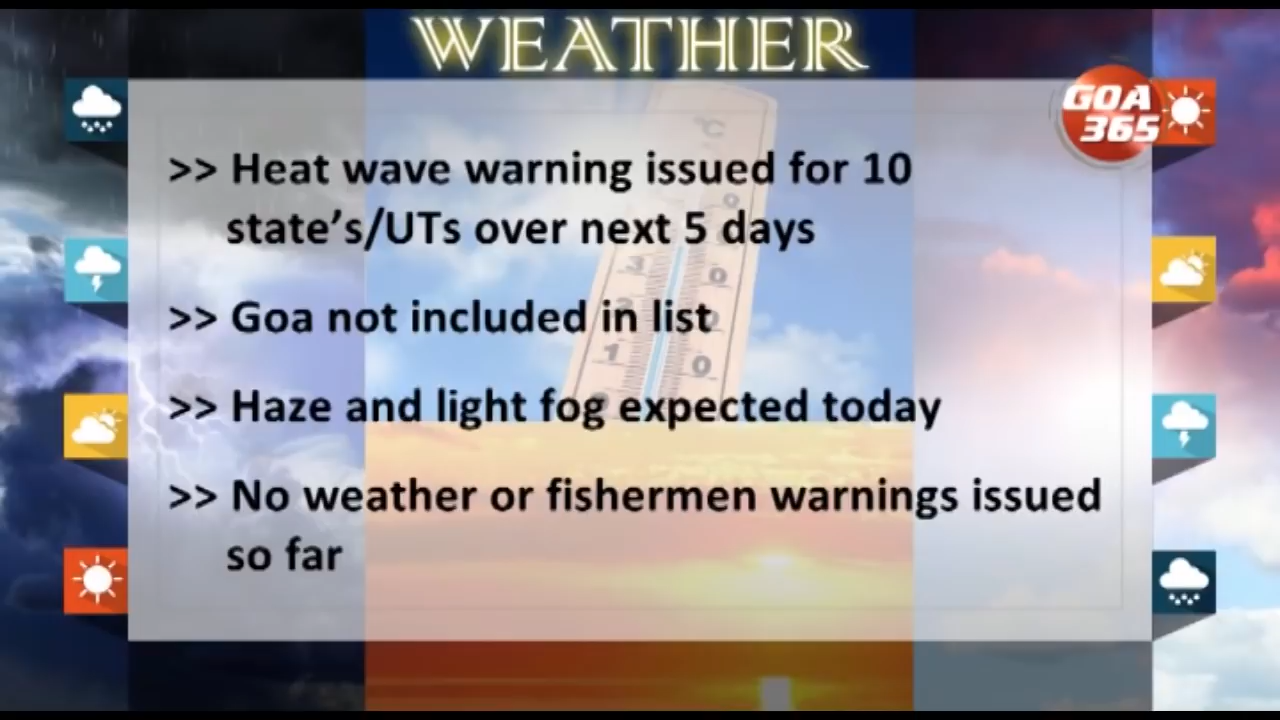 WEATHER
GOA
365
>> Heat wave warning issued for 10
state's/UTs over next 5 days
>> Goa not included in list
>> Haze and light fog expected today
>> No weather or fishermen warnings issued
so far